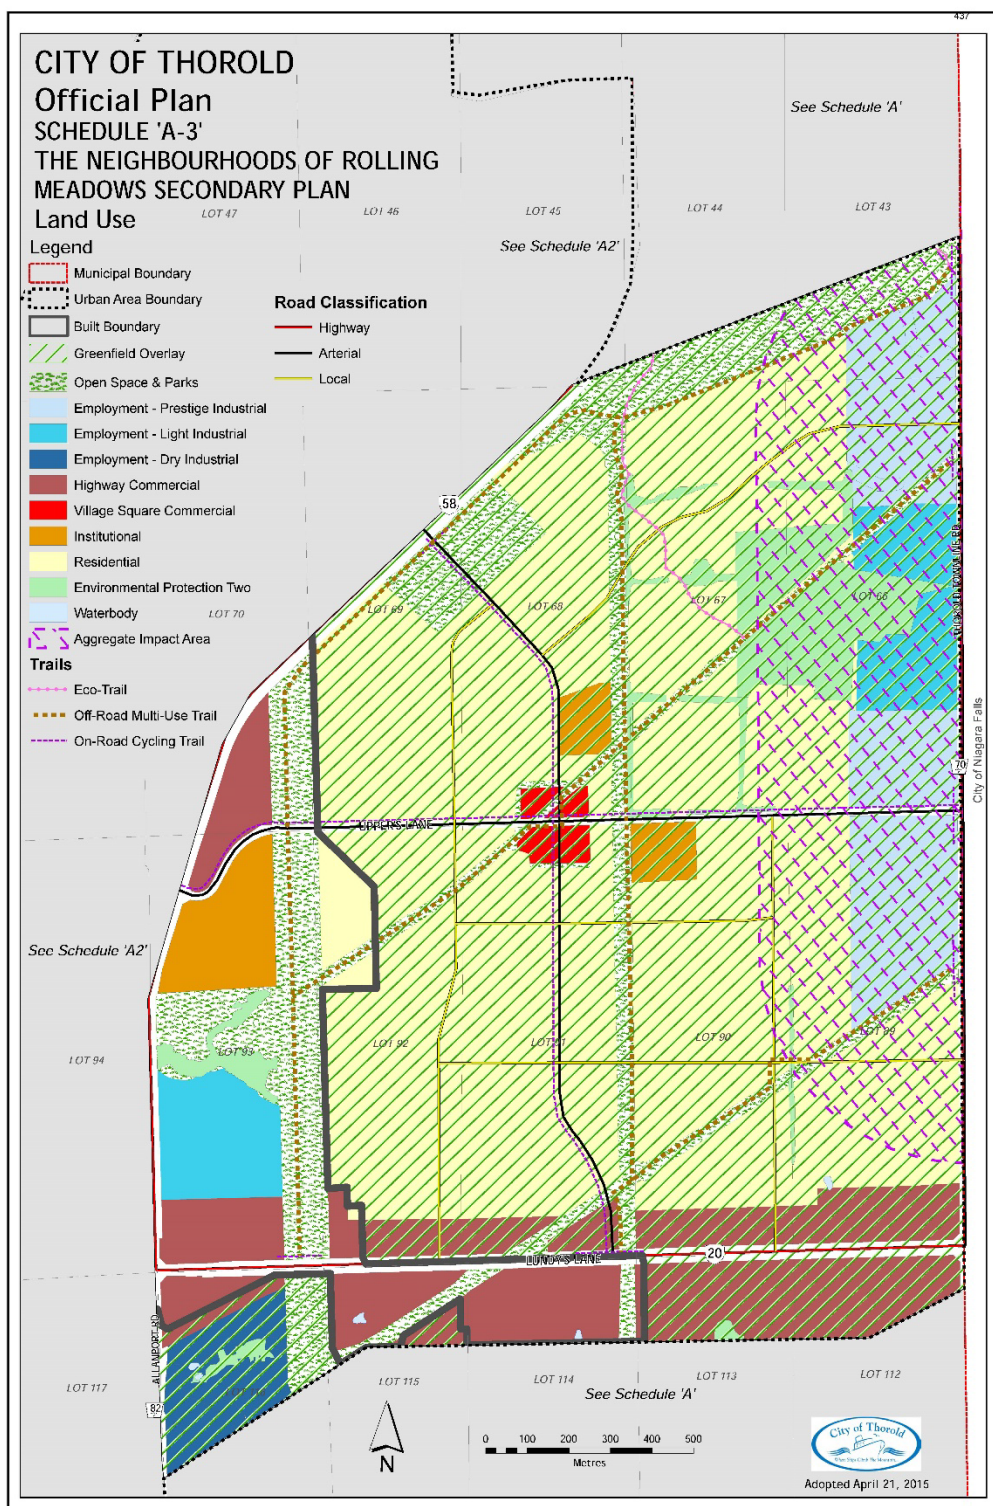 437
CITY OF THOROLD
Official Plan
SCHEDULE 'A-3'
THE NEIGHBOURHOODS OF ROLLING
MEADOWS SECONDARY PLAN
Land Use
See Schedule 'A'
LOT 47
LOT 46
LOT 45
LOT 44
LOT 43
See Schedule 'A2'
Legend
Municipal Boundary
Urban Area Boundary
Built Boundary
Greenfield Overlay
Open Space & Parks
Employment - Prestige Industrial
Employment - Light Industrial
Employment - Dry Industrial
Highway Commercial
Village Square Commercial
Institutional
Residential
Environmental Protection Two
Waterbody
Aggregate Impact Area
Trails
Eco-Trail
Off-Road Multi-Use Trail
On-Road Cycling Trail
Road Classification
Highway
Arterial
Local
58
LOT 70
LOT 69
LOT 68
LOT 67
LOT 66
THOROLD TOWNLINE RD
City of Niagara Falls
70
UPPER'S LANE
See Schedule 'A2'
LOT 94
LOT 93
LOT 92
LOT 91
LOT 90
LOT 89
20
LUNDY'S LANE
ALLANPORT RD
82
LOT 117
LOT 115
LOT 114
LOT 113
LOT 112
See Schedule 'A'
N
0 100 200 300 400 500
Metres
City of Thorold
Adopted April 21, 2015